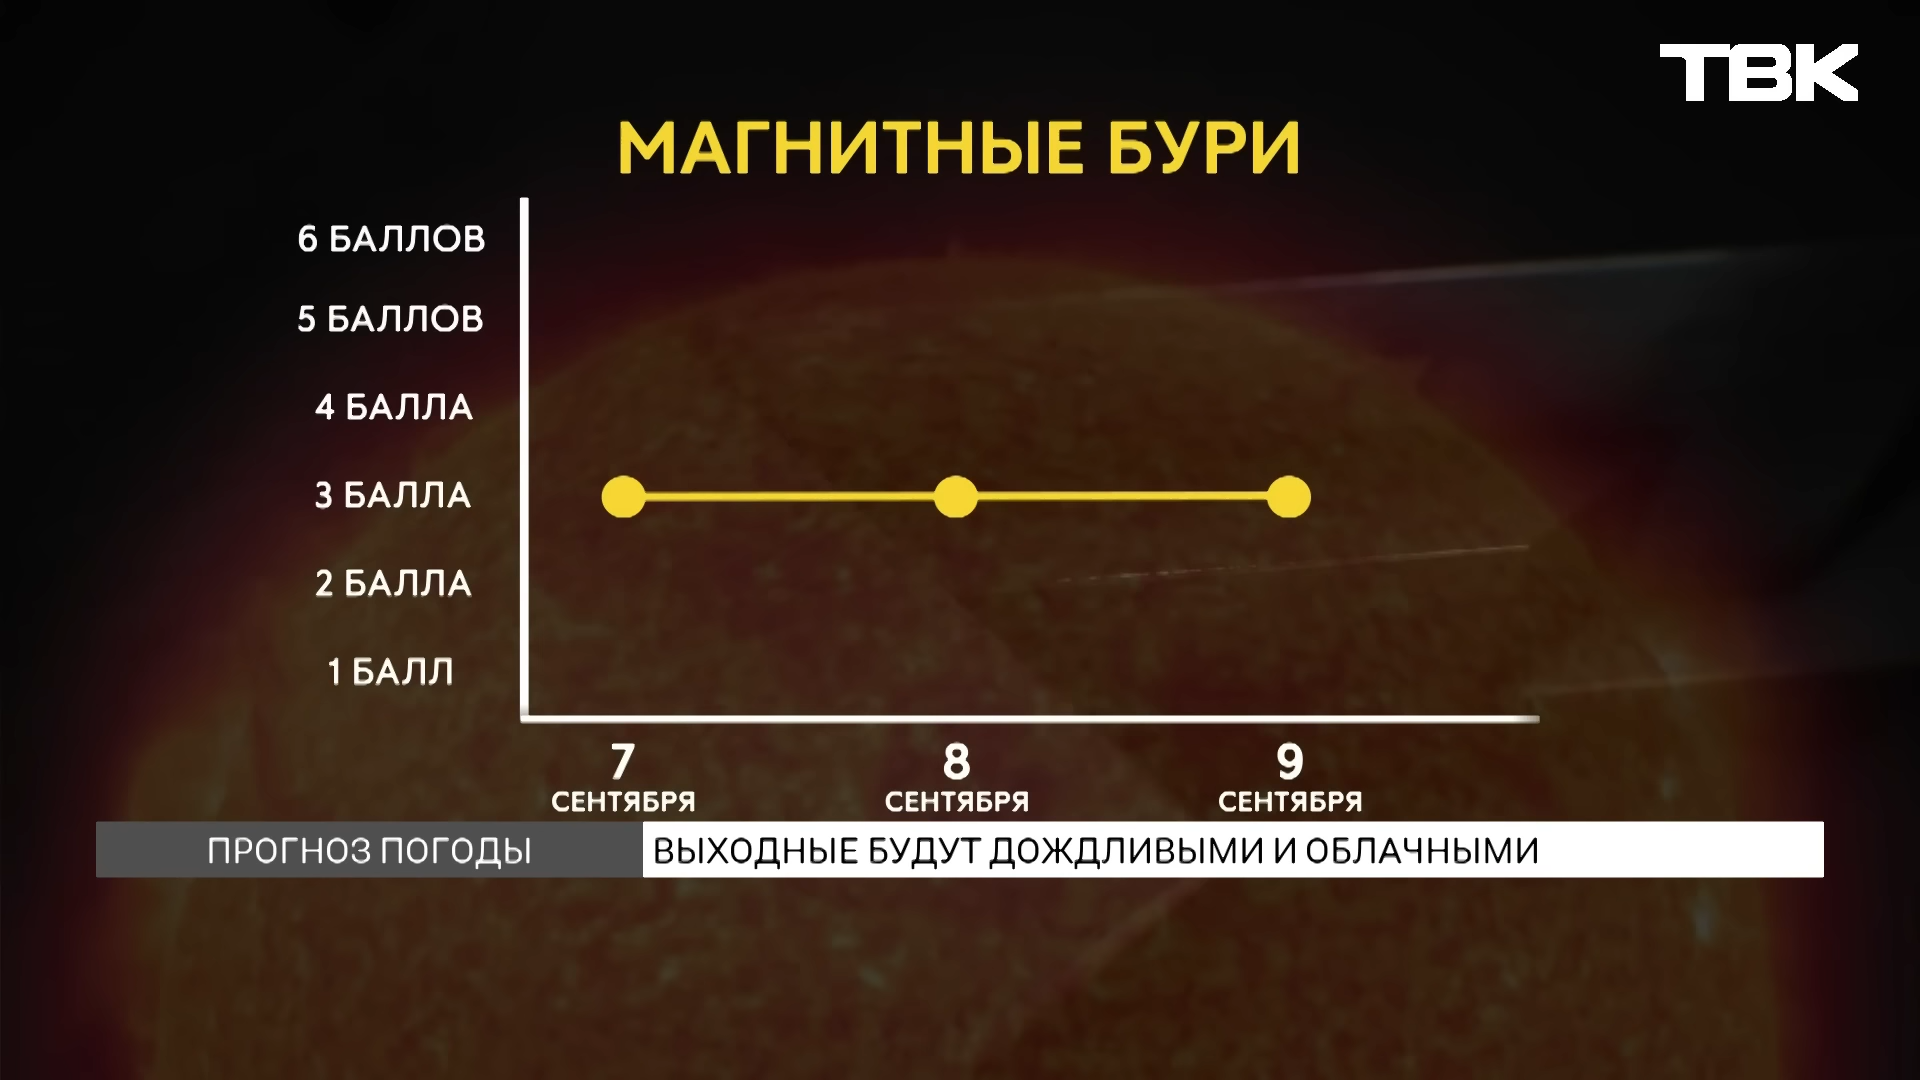 ТВК
МАГНИТНЫЕ БУРИ
6 БАЛЛОВ
5 БАЛЛОВ
4 БАЛЛА
3 БАЛЛА
2 БАЛЛА
1 БАЛЛ
7 СЕНТЯБРЯ
8 СЕНТЯБРЯ
9 СЕНТЯБРЯ
ПРОГНОЗ ПОГОДЫ
ВЫХОДНЫЕ БУДУТ ДОЖДЛИВЫМИ И ОБЛАЧНЫМИ